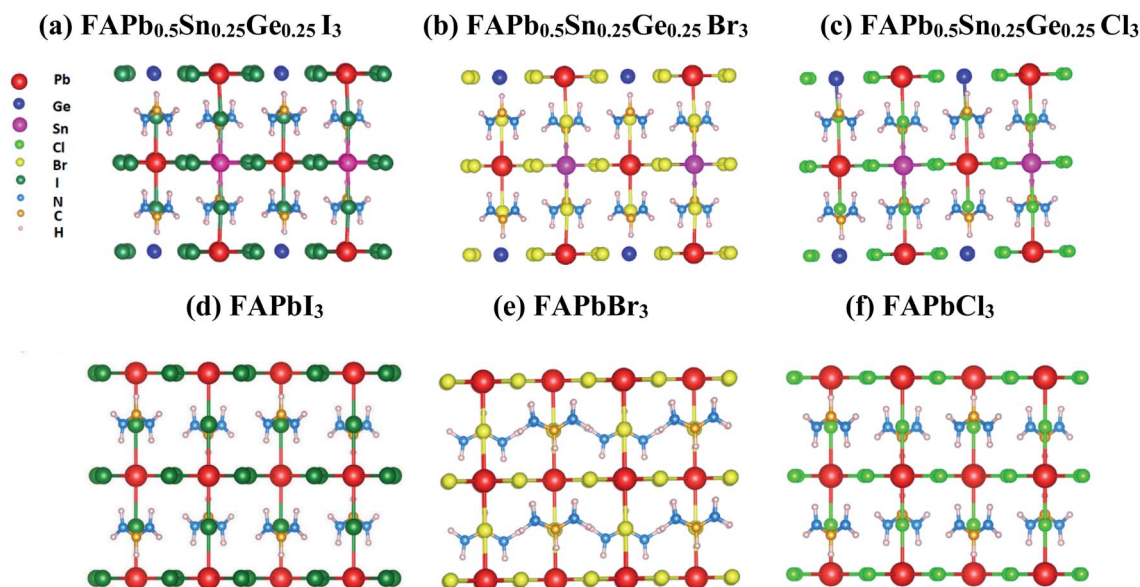 (a) FAPb₀.₅Sn₀.₂₅Ge₀.₂₅ I₃
(b) FAPb₀.₅Sn₀.₂₅Ge₀.₂₅ Br₃
(c) FAPb₀.₅Sn₀.₂₅Ge₀.₂₅ Cl₃
Pb
Ge
Sn
Cl
Br
I
N
C
H
(d) FAPbI₃
(e) FAPbBr₃
(f) FAPbCl₃